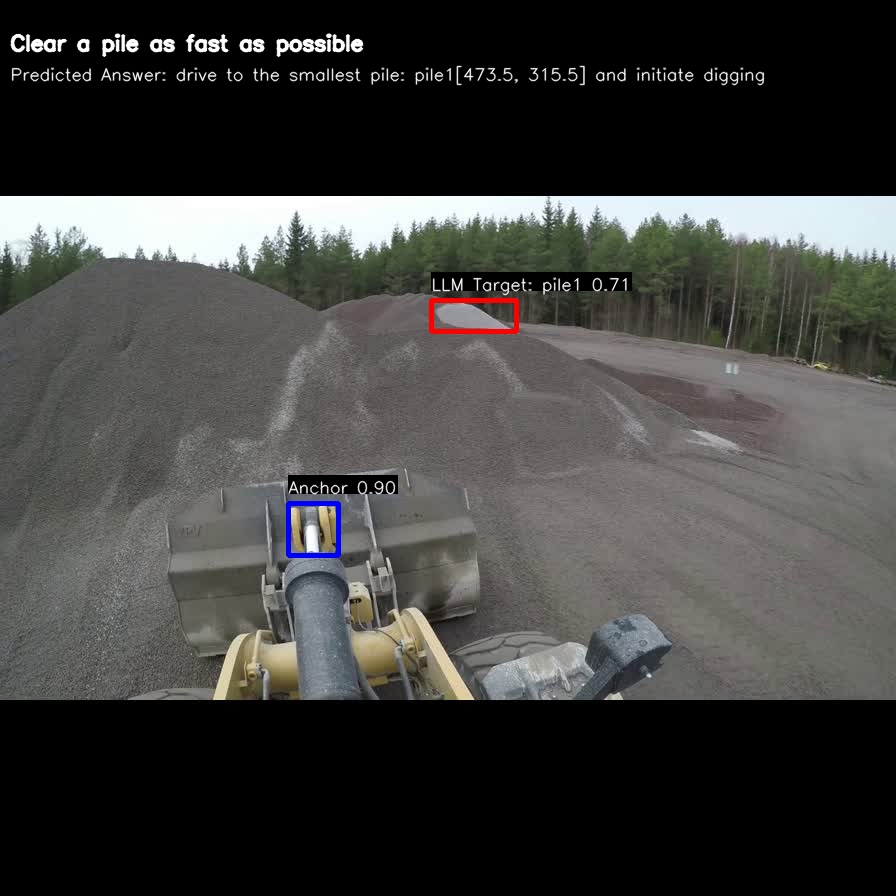 Clear a pile as fast as possible
Predicted Answer: drive to the smallest pile: pile1[473.5, 315.5] and initiate digging
LLM Target: pile1 0.71
Anchor 0.90